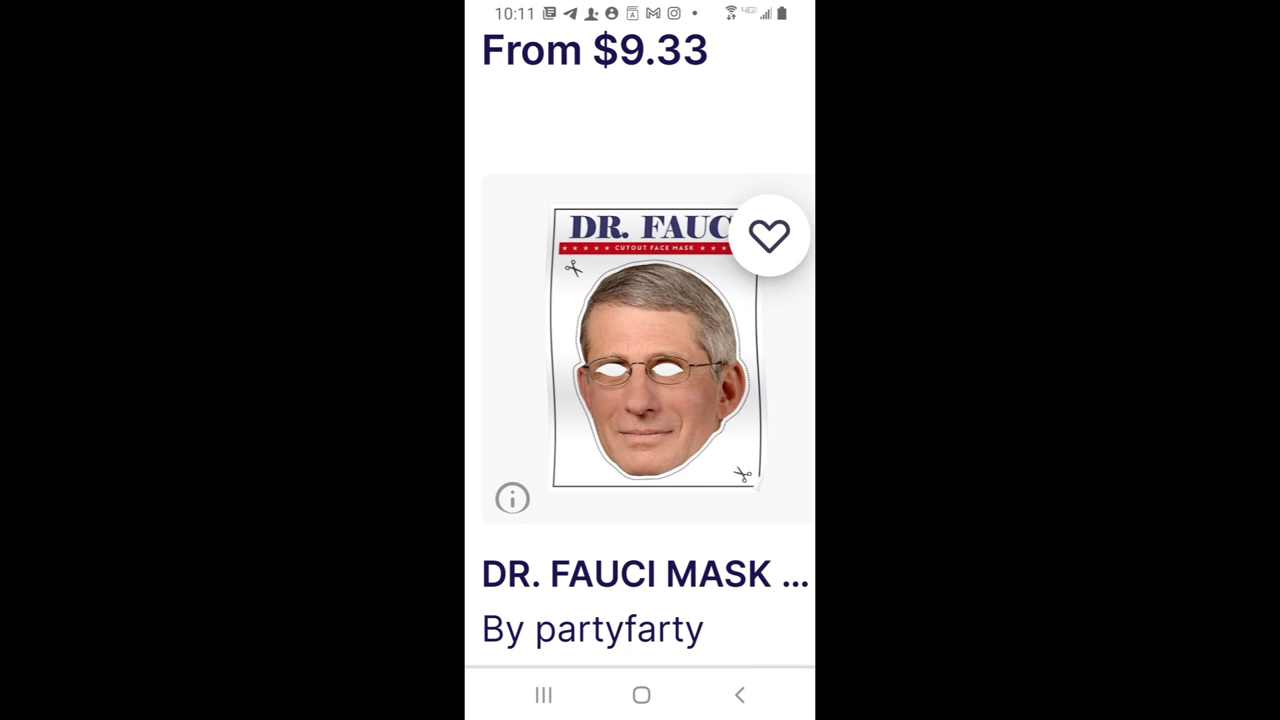 10:11
From $9.33
DR. FAUC
CUTOUT FACE MASK
DR. FAUCI MASK ...
By partyfarty